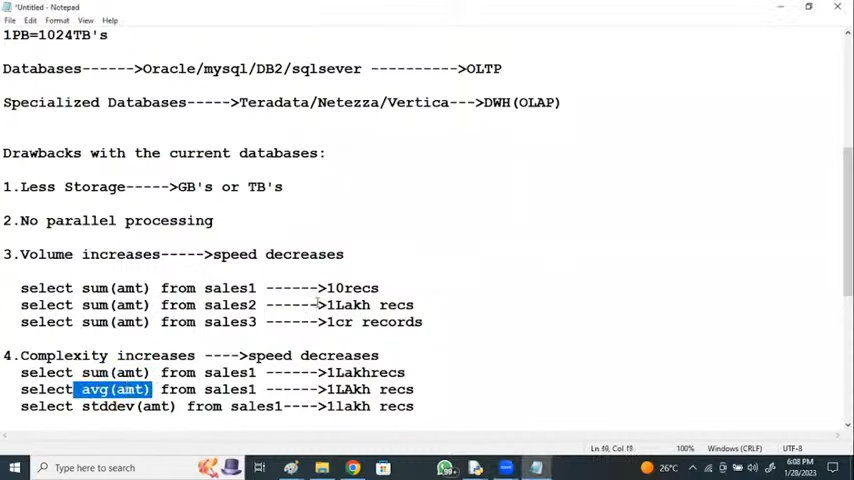 *Untitled - Notepad
File Edit Format View Help
1PB=1024TB's
Databases------>Oracle/mysql/DB2/sqlsever ---------->OLTP
Specialized Databases----->Teradata/Netezza/Vertica--->DWH(OLAP)
Drawbacks with the current databases:
1.Less Storage----->GB's or TB's
2.No parallel processing
3.Volume increases----->speed decreases
select sum(amt) from sales1 ------>10recs
select sum(amt) from sales2 ------>1Lakh recs
select sum(amt) from sales3 ------>1cr records
4.Complexity increases ---->speed decreases
select sum(amt) from sales1 ------>1Lakhrecs
select avg(amt) from sales1 ------>1LAkh recs
select stddev(amt) from sales1---->1lakh recs
Ln 49, Col 18 100% Windows (CRLF) UTF-8
Type here to search 99+ 26°C 6:08 PM
1/28/2023